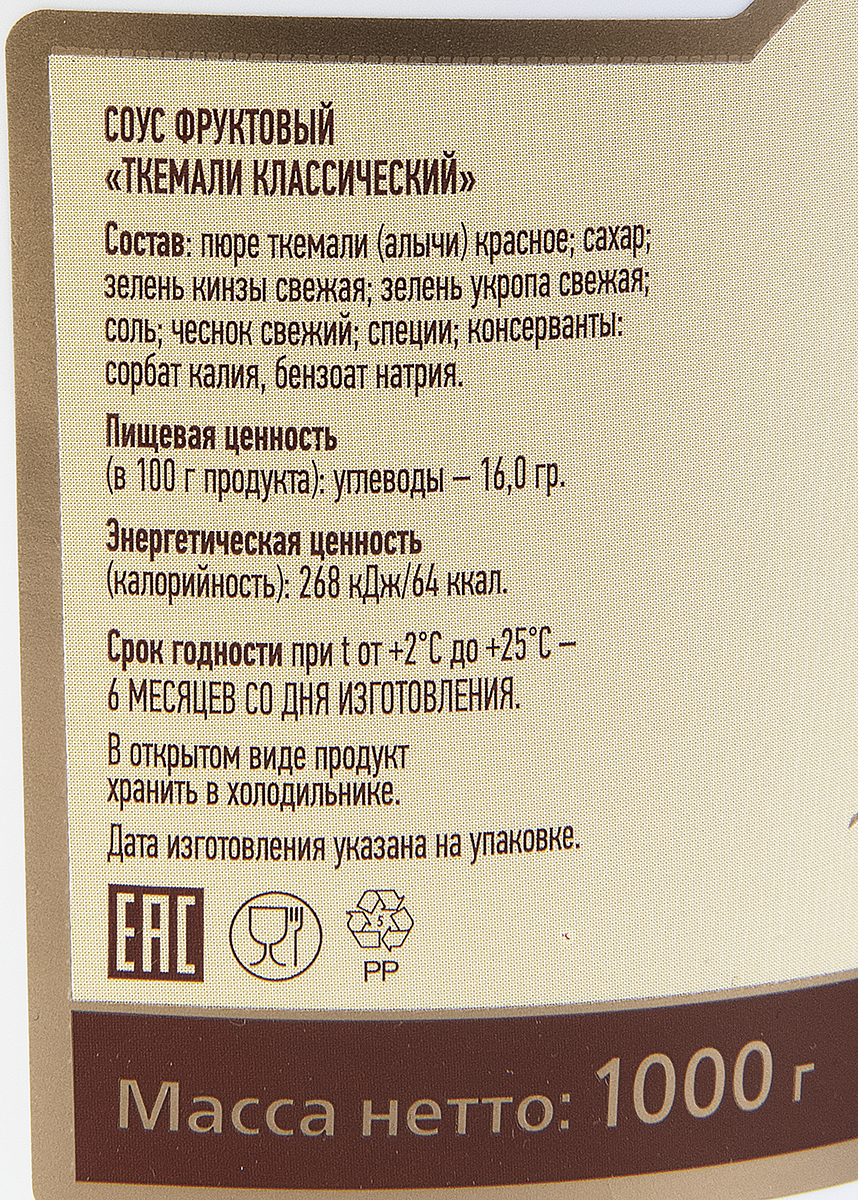 СОУС ФРУКТОВЫЙ
«ТКЕМАЛИ КЛАССИЧЕСКИЙ»
Состав: пюре ткемали (алычи) красное; сахар;
зелень кинзы свежая; зелень укропа свежая;
соль; чеснок свежий; специи; консерванты:
сорбат калия, бензоат натрия.
Пищевая ценность
(в 100 г продукта): углеводы – 16,0 гр.
Энергетическая ценность
(калорийность): 268 кДж/64 ккал.
Срок годности при t от +2°С до +25°С –
6 МЕСЯЦЕВ СО ДНЯ ИЗГОТОВЛЕНИЯ.
В открытом виде продукт
хранить в холодильнике.
Дата изготовления указана на упаковке.
EAC
5
PP
Масса нетто: 1000 г